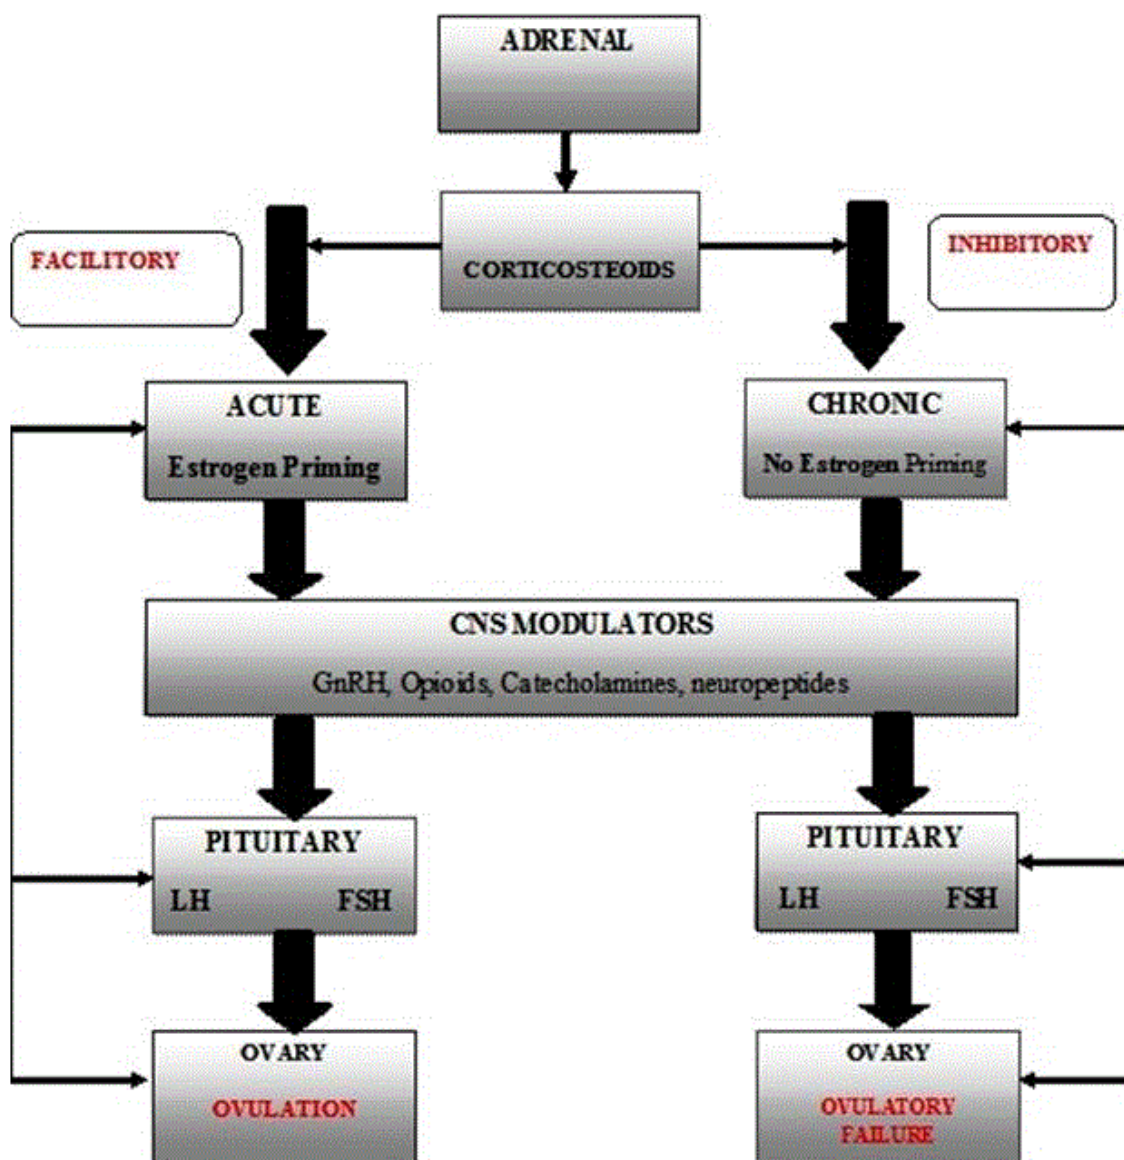 ADRENAL
CORTICOSTEOIDS
FACILITORY
INHIBITORY
ACUTE
Estrogen Priming
CHRONIC
No Estrogen Priming
CNS MODULATORS
GnRH, Opioids, Catecholamines, neuropeptides
PITUITARY
LH FSH
PITUITARY
LH FSH
OVARY
OVULATION
OVARY
OVULATORY
FAILURE